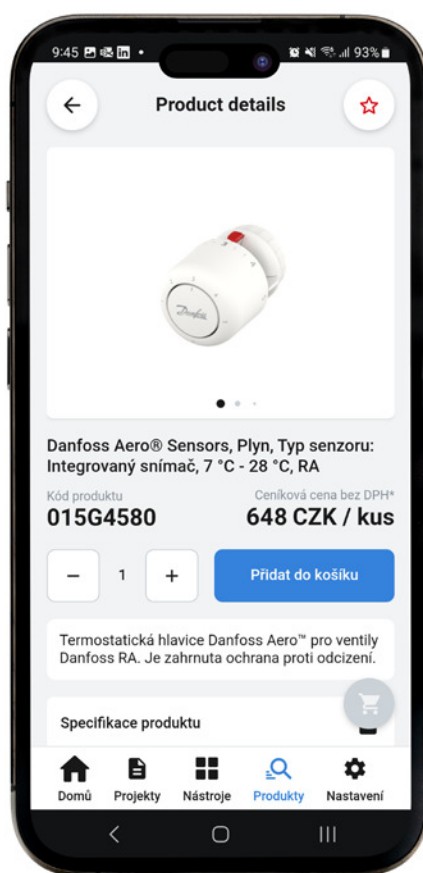 9:45
93%
Product details
Danfoss
Danfoss Aero® Sensors, Plyn, Typ senzoru:
Integrovaný snímač, 7 °C - 28 °C, RA
Kód produktu
Ceníková cena bez DPH*
015G4580
648 CZK / kus
− 1 + Přidat do košíku
Termostatická hlavice Danfoss Aero™ pro ventily
Danfoss RA. Je zahrnuta ochrana proti odcizení.
Specifikace produktu
Domů Projekty Nástroje Produkty Nastavení